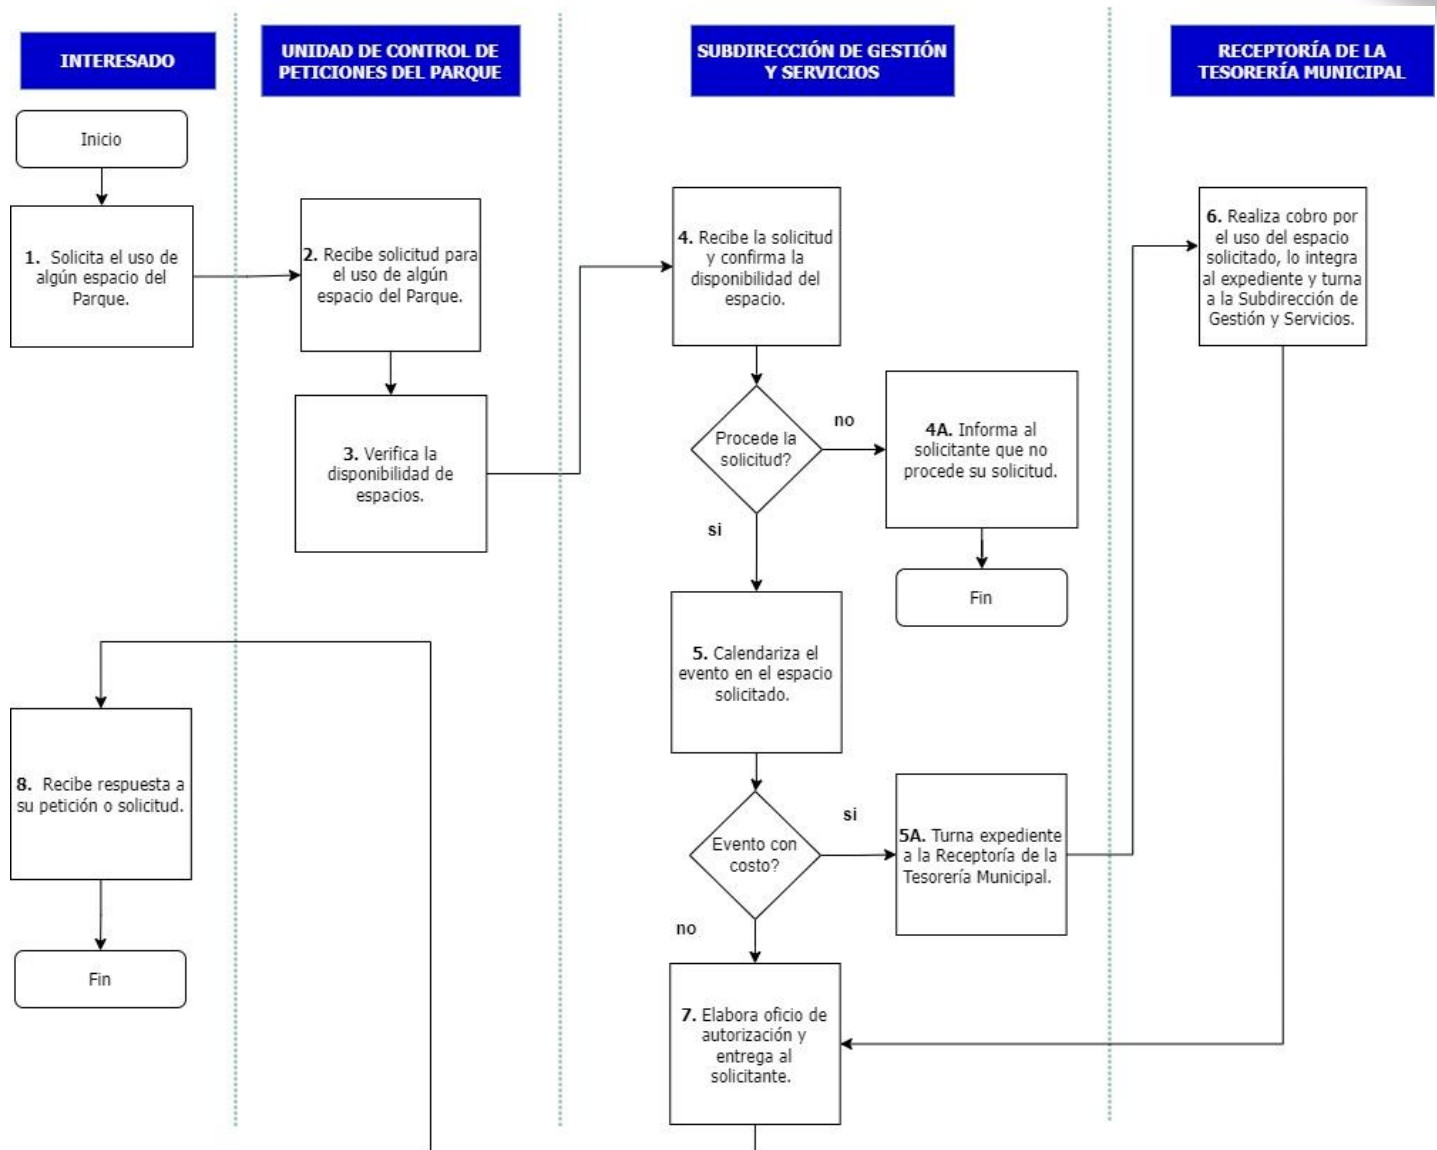 INTERESADO
UNIDAD DE CONTROL DE
PETICIONES DEL PARQUE
SUBDIRECCIÓN DE GESTIÓN
Y SERVICIOS
RECEPTORÍA DE LA
TESORERÍA MUNICIPAL
Inicio
1. Solicita el uso de
algún espacio del
Parque.
2. Recibe solicitud para
el uso de algún
espacio del Parque.
3. Verifica la
disponibilidad de
espacios.
4. Recibe la solicitud
y confirma la
disponibilidad del
espacio.
Procede la
solicitud?
no
4A. Informa al
solicitante que no
procede su solicitud.
Fin
si
5. Calendariza el
evento en el espacio
solicitado.
Evento con
costo?
si
5A. Turna expediente
a la Receptoría de la
Tesorería Municipal.
6. Realiza cobro por
el uso del espacio
solicitado, lo integra
al expediente y turna
a la Subdirección de
Gestión y Servicios.
no
7. Elabora oficio de
autorización y
entrega al
solicitante.
8. Recibe respuesta a
su petición o solicitud.
Fin